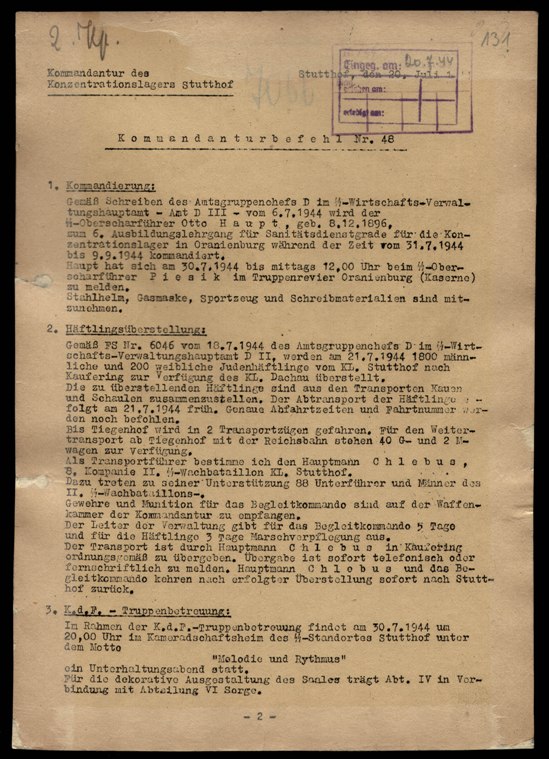 2. Kp.
131
Kommandantur des
Konzentrationslagers Stutthof
Stutthof, den 20. Juli 1
Eingeg. am: 20.7.44
erledigt am:
Kommandanturbefehl Nr. 48
1. Kommandierung:
Gemäß Schreiben des Amtsgruppenchefs D im ᛋᛋ-Wirtschafts-Verwal-
tungshauptamt - Amt D III - vom 6.7.1944 wird der
ᛋᛋ-Oberscharführer Otto H a u p t, geb. 8.12.1896,
zum 6. Ausbildungslehrgang für Sanitätsdienstgrade für die Kon-
zentrationslager in Oranienburg während der Zeit vom 31.7.1944
bis 9.9.1944 kommandiert.
Haupt hat sich am 30.7.1944 bis mittags 12,00 Uhr beim ᛋᛋ-Ober-
scharführer P i e s i k im Truppenrevier Oranienburg (Kaserne)
zu melden.
Stahlhelm, Gasmaske, Sportzeug und Schreibmaterialien sind mit-
zunehmen.
2. Häftlingsüberstellung:
Gemäß FS Nr. 6046 vom 18.7.1944 des Amtsgruppenchefs D im ᛋᛋ-Wirt-
schafts-Verwaltungshauptamt D II, werden am 21.7.1944 1800 männ-
liche und 200 weibliche Judenhäftlinge vom KL. Stutthof nach
Kaufering zur Verfügung des KL. Dachau überstellt.
Die zu überstellenden Häftlinge sind aus den Transporten Kauen
und Schaulen zusammenzustellen. Der Abtransport der Häftlinge e -
folgt am 21.7.1944 früh. Genaue Abfahrtzeiten und Fahrtnummer wer-
den noch befohlen.
Bis Tiegenhof wird in 2 Transportzügen gefahren. Für den Weiter-
transport ab Tiegenhof mit der Reichsbahn stehen 40 G- und 2 M-
wagen zur Verfügung.
Als Transportführer bestimme ich den Hauptmann C h l e b u s,
8. Kompanie II. ᛋᛋ-Wachbataillon KL. Stutthof.
Dazu treten zu seiner Unterstützung 88 Unterführer und Männer des
II. ᛋᛋ-Wachbataillons-.
Gewehre und Munition für das Begleitkommando sind auf der Waffen-
kammer der Kommandantur zu empfangen.
Der Leiter der Verwaltung gibt für das Begleitkommando 5 Tage
und für die Häftlinge 3 Tage Marschverpflegung aus.
Der Transport ist durch Hauptmann C h l e b u s in Kaufering
ordnungsgemäß zu übergeben. Übergabe ist sofort telefonisch oder
fernschriftlich zu melden. Hauptmann C h l e b u s und das Be-
gleitkommando kehren nach erfolgter Überstellung sofort nach Stutt-
hof zurück.
3. K.d.F. - Truppenbetreuung:
Im Rahmen der K.d.F.-Truppenbetreuung findet am 30.7.1944 um
20,00 Uhr im Kameradschaftsheim des ᛋᛋ-Standortes Stutthof unter
dem Motto
"Melodie und Rythmus"
ein Unterhaltungsabend statt.
Für die dekorative Ausgestaltung des Saales trägt Abt. IV in Ver-
bindung mit Abteilung VI Sorge.
- 2 -